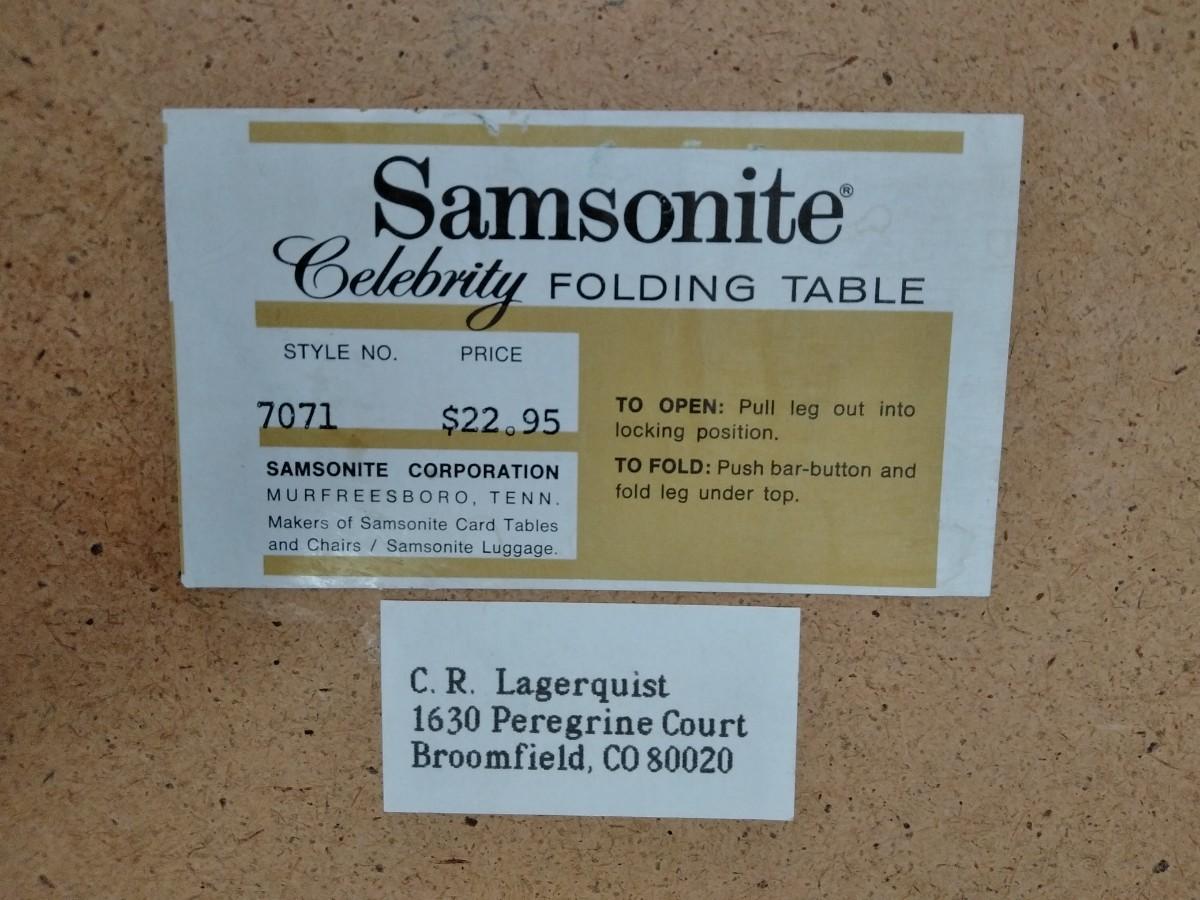 Samsonite®
Celebrity FOLDING TABLE
STYLE NO. PRICE
7071 $22.95
SAMSONITE CORPORATION
MURFREESBORO, TENN.
Makers of Samsonite Card Tables
and Chairs / Samsonite Luggage.
TO OPEN: Pull leg out into
locking position.
TO FOLD: Push bar-button and
fold leg under top.
C. R. Lagerquist
1630 Peregrine Court
Broomfield, CO 80020